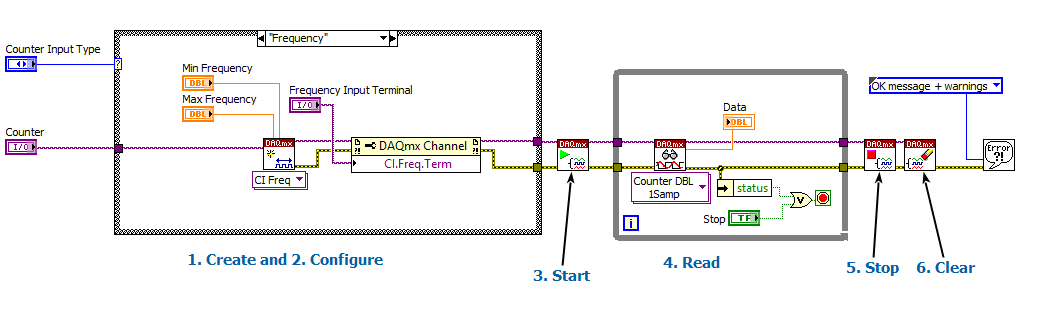 "Frequency"
Counter Input Type
?
Min Frequency
DBL
Max Frequency
DBL
Frequency Input Terminal
I/O
Counter
I/O
DAQmx
CI Freq
DAQmx Channel
CI.Freq.Term
DAQmx
Data
DBL
DAQmx
Counter DBL
1Samp
status
Stop
TF
i
OK message + warnings
DAQmx
DAQmx
Error
?!
1. Create and 2. Configure
3. Start
4. Read
5. Stop
6. Clear